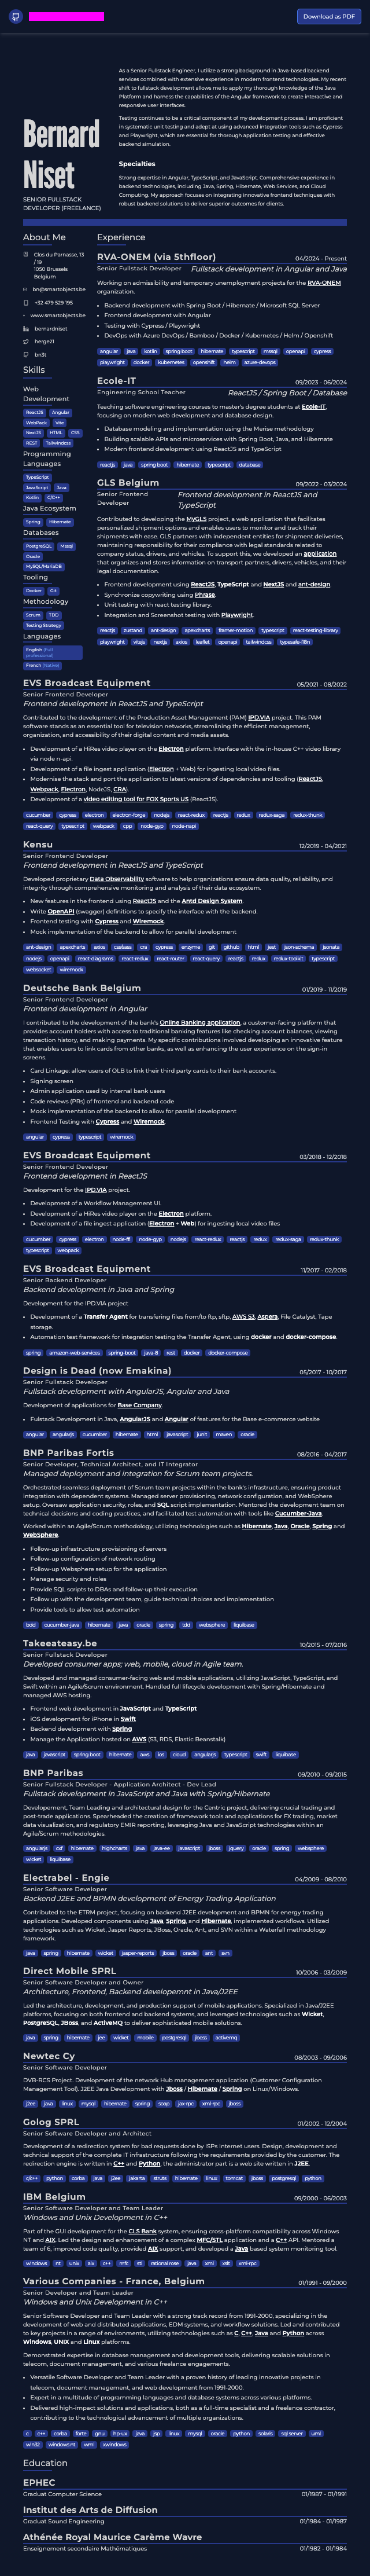 Download as PDF
As a Senior Fullstack Engineer, I utilize a strong background in Java-based backend
services combined with extensive experience in modern frontend technologies. My recent
shift to fullstack development allows me to apply my thorough knowledge of the Java
Platform and harness the capabilities of the Angular framework to create interactive and
responsive user interfaces.
Testing continues to be a critical component of my development process. I am proficient
in systematic unit testing and adept at using advanced integration tools such as Cypress
and Playwright, which are essential for thorough application testing and effective
backend simulation.
Bernard
Niset
SENIOR FULLSTACK
DEVELOPER (FREELANCE)
Specialties
Strong expertise in Angular, TypeScript, and JavaScript. Comprehensive experience in
backend technologies, including Java, Spring, Hibernate, Web Services, and Cloud
Computing. My approach focuses on integrating innovative frontend techniques with
robust backend solutions to deliver superior outcomes for clients.
About Me
Clos du Parnasse, 13
/ 19
1050 Brussels
Belgium
bn@smartobjects.be
+32 479 529 195
www.smartobjects.be
bernardniset
herge21
bn3t
Skills
Web
Development
ReactJS Angular
WebPack Vite
NextJS HTML CSS
REST Tailwindcss
Programming
Languages
TypeScript
JavaScript Java
Kotlin C/C++
Java Ecosystem
Spring Hibernate
Databases
PostgreSQL Mssql
Oracle
MySQL/MariaDB
Tooling
Docker Git
Methodology
Scrum TDD
Testing Strategy
Languages
English (Full
professional)
French (Native)
Experience
RVA-ONEM (via 5thfloor) 04/2024 - Present
Senior Fullstack Developer Fullstack development in Angular and Java
Working on admissibility and temporary unemployment projects for the RVA-ONEM
organization.
Backend development with Spring Boot / Hibernate / Microsoft SQL Server
Frontend development with Angular
Testing with Cypress / Playwright
DevOps with Azure DevOps / Bamboo / Docker / Kubernetes / Helm / Openshift
angular java kotlin spring boot hibernate typescript mssql openapi cypress
playwright docker kubernetes openshift helm azure-devops
Ecole-IT 09/2023 - 06/2024
Engineering School Teacher ReactJS / Spring Boot / Database
Teaching software engineering courses to master's degree students at Ecole-IT,
focusing on modern web development and database design.
Database modeling and implementation using the Merise methodology
Building scalable APIs and microservices with Spring Boot, Java, and Hibernate
Modern frontend development using ReactJS and TypeScript
reactjs java spring boot hibernate typescript database
GLS Belgium 09/2022 - 03/2024
Senior Frontend
Developer
Frontend development in ReactJS and
TypeScript
Contributed to developing the MyGLS project, a web application that facilitates
personalized shipment options and enables users to monitor and track their
shipments with ease. GLS partners with independent entities for deliveries,
maintaining liability for their compliance with legal standards related to
company status, drivers, and vehicles. To support this, we used an application
that organizes and stores information about partners, drivers, vehicles, and
legal documentation.
Frontend development using ReactJS, TypeScript and NextJS and ant-design.
Synchronize copywriting using Phrase.
Unit testing with react testing library.
Integration and Screenshot testing with Playwright.
reactjs zustand ant-design apexcharts framer-motion typescript react-testing-library
playwright vitejs nextjs axios leaflet openapi tailwindcss typesafe-i18n
EVS Broadcast Equipment 05/2021 - 08/2022
Senior Frontend Developer
Frontend development in ReactJS and TypeScript
Contributed to the development of the Production Asset Management (PAM) IPD.VIA project. This PAM
software stands as an essential tool for television networks, streamlining the efficient management,
organization, and accessibility of their digital content and media assets.
Development of a HiRes video player on the Electron platform. Interface with the in-house C++ video library
via node n-api.
Development of a file ingest application (Electron + Web) for ingesting local video files.
Modernise the stack and port the application to latest versions of dependencies and tooling (ReactJS,
Webpack, Electron, NodeJS, CRA).
Development of a video editing tool for FOX Sports US (ReactJS).
cucumber cypress electron electron-forge nodejs react-redux reactjs redux redux-saga redux-thunk
react-query typescript webpack cpp node-gyp node-napi
Kensu 12/2019 - 04/2021
Senior Frontend Developer
Frontend development in ReactJS and TypeScript
Developed proprietary Data Observability software to help organizations ensure data quality, reliability, and
integrity through comprehensive monitoring and analysis of their data ecosystem.
New features in the frontend using ReactJS and the Antd Design System.
Write OpenAPI (swagger) definitions to specify the interface with the backend.
Frontend testing with Cypress and Wiremock.
Mock implementation of the backend to allow for parallel development
ant-design apexcharts axios css/sass cra cypress enzyme git github html jest json-schema jsonata
nodejs openapi react-diagrams react-redux react-router react-query reactjs redux redux-toolkit typescript
websocket wiremock
Deutsche Bank Belgium 01/2019 - 11/2019
Senior Frontend Developer
Frontend development in Angular
I contributed to the development of the bank's Online Banking application, a customer-facing platform that
provides account holders with access to traditional banking features like checking account balances, viewing
transaction history, and making payments. My specific contributions involved developing an innovative feature
that enables users to link cards from other banks, as well as enhancing the user experience on the sign-in
screens.
Card Linkage: allow users of OLB to link their third party cards to their bank accounts.
Signing screen
Admin application used by internal bank users
Code reviews (PRs) of frontend and backend code
Mock implementation of the backend to allow for parallel development
Frontend Testing with Cypress and Wiremock.
angular cypress typescript wiremock
EVS Broadcast Equipment 03/2018 - 12/2018
Senior Frontend Developer
Frontend development in ReactJS
Development for the IPD.VIA project.
Development of a Workflow Management UI.
Development of a HiRes video player on the Electron platform.
Development of a file ingest application (Electron + Web) for ingesting local video files
cucumber cypress electron node-ffi node-gyp nodejs react-redux reactjs redux redux-saga redux-thunk
typescript webpack
EVS Broadcast Equipment 11/2017 - 02/2018
Senior Backend Developer
Backend development in Java and Spring
Development for the IPD.VIA project
Development of a Transfer Agent for transfering files from/to ftp, sftp, AWS S3, Aspera, File Catalyst, Tape
storage.
Automation test framework for integration testing the Transfer Agent, using docker and docker-compose.
spring amazon-web-services spring-boot java-8 rest docker docker-compose
Design is Dead (now Emakina) 05/2017 - 10/2017
Senior Fullstack Developer
Fullstack development with AngularJS, Angular and Java
Development of applications for Base Company.
Fulstack Development in Java, AngularJS and Angular of features for the Base e-commerce website
angular angularjs cucumber hibernate html javascript junit maven oracle
BNP Paribas Fortis 08/2016 - 04/2017
Senior Developer, Technical Architect, and IT Integrator
Managed deployment and integration for Scrum team projects.
Orchestrated seamless deployment of Scrum team projects within the bank's infrastructure, ensuring product
integration with dependent systems. Managed server provisioning, network configuration, and WebSphere
setup. Oversaw application security, roles, and SQL script implementation. Mentored the development team on
technical decisions and coding practices, and facilitated test automation with tools like Cucumber-Java.
Worked within an Agile/Scrum methodology, utilizing technologies such as Hibernate, Java, Oracle, Spring and
WebSphere.
Follow-up infrastructure provisioning of servers
Follow-up configuration of network routing
Follow-up Websphere setup for the application
Manage security and roles
Provide SQL scripts to DBAs and follow-up their execution
Follow up with the development team, guide technical choices and implementation
Provide tools to allow test automation
bdd cucumber-java hibernate java oracle spring tdd websphere liquibase
Takeeateasy.be 10/2015 - 07/2016
Senior Fullstack Developer
Developed consumer apps; web, mobile, cloud in Agile team.
Developed and managed consumer-facing web and mobile applications, utilizing JavaScript, TypeScript, and
Swift within an Agile/Scrum environment. Handled full lifecycle development with Spring/Hibernate and
managed AWS hosting.
Frontend web development in JavaScript and TypeScript
iOS development for iPhone in Swift
Backend development with Spring
Manage the Application hosted on AWS (S3, RDS, Elastic Beanstalk)
java javascript spring boot hibernate aws ios cloud angularjs typescript swift liquibase
BNP Paribas 09/2010 - 09/2015
Senior Fullstack Developer - Application Architect - Dev Lead
Fullstack development in JavaScript and Java with Spring/Hibernate
Developement, Team Leading and architectural design for the Centric project, delivering crucial trading and
post-trade applications. Spearheaded the creation of framework tools and applications for FX trading, market
data visualization, and regulatory EMIR reporting, leveraging Java and JavaScript technologies within an
Agile/Scrum methodologies.
angularjs cxf hibernate highcharts java java-ee javascript jboss jquery oracle spring websphere
wicket liquibase
Electrabel - Engie 04/2009 - 08/2010
Senior Software Developer
Backend J2EE and BPMN development of Energy Trading Application
Contributed to the ETRM project, focusing on backend J2EE development and BPMN for energy trading
applications. Developed components using Java, Spring, and Hibernate, implemented workflows. Utilized
technologies such as Wicket, Jasper Reports, JBoss, Oracle, Ant, and SVN within a Waterfall methodology
framework.
java spring hibernate wicket jasper-reports jboss oracle ant svn
Direct Mobile SPRL 10/2006 - 03/2009
Senior Software Developer and Owner
Architecture, Frontend, Backend developemnt in Java/J2EE
Led the architecture, development, and production support of mobile applications. Specialized in Java/J2EE
platforms, focusing on both frontend and backend systems, and leveraged technologies such as Wicket,
PostgreSQL, JBoss, and ActiveMQ to deliver sophisticated mobile solutions.
java spring hibernate jee wicket mobile postgresql jboss activemq
Newtec Cy 08/2003 - 09/2006
Senior Software Developer
DVB-RCS Project. Development of the network Hub management application (Customer Configuration
Management Tool). J2EE Java Development with Jboss / Hibernate / Spring on Linux/Windows.
j2ee java linux mysql hibernate spring soap jax-rpc xml-rpc jboss
Golog SPRL 01/2002 - 12/2004
Senior Software Developer and Architect
Development of a redirection system for bad requests done by ISPs Internet users. Design, development and
technical support of the complete IT infrastructure following the requirements provided by the customer. The
redirection engine is written in C++ and Python, the administrator part is a web site written in J2EE.
c/c++ python corba java j2ee jakarta struts hibernate linux tomcat jboss postgresql python
IBM Belgium 09/2000 - 06/2003
Senior Software Developer and Team Leader
Windows and Unix Development in C++
Part of the GUI development for the CLS Bank system, ensuring cross-platform compatibility across Windows
NT and AIX. Led the design and enhancement of a complex MFC/STL application and a C++ API. Mentored a
team of 6, improved code quality, provided AIX support, and developed a Java based system monitoring tool.
windows nt unix aix c++ mfc stl rational rose java xml xslt xml-rpc
Various Companies - France, Belgium 01/1991 - 09/2000
Senior Developer and Team Leader
Windows and Unix Development in C++
Senior Software Developer and Team Leader with a strong track record from 1991-2000, specializing in the
development of web and distributed applications, EDM systems, and workflow solutions. Led and contributed
to key projects in a range of environments, utilizing technologies such as C, C++, Java and Python across
Windows, UNIX and Linux platforms.
Demonstrated expertise in database management and development tools, delivering scalable solutions in
telecom, document management, and various freelance engagements.
Versatile Software Developer and Team Leader with a proven history of leading innovative projects in
telecom, document management, and web development from 1991-2000.
Expert in a multitude of programming languages and database systems across various platforms.
Delivered high-impact solutions and applications, both as a full-time specialist and a freelance contractor,
contributing to the technological advancement of multiple organizations.
c c++ corba forte gnu hp-ux java jsp linux mysql oracle python solaris sql server uml
win32 windows nt wml xwindows
Education
EPHEC
Graduat Computer Science 01/1987 - 01/1991
Institut des Arts de Diffusion
Graduat Sound Engineering 01/1984 - 01/1987
Athénée Royal Maurice Carème Wavre
Enseignement secondaire Mathématiques 01/1982 - 01/1984